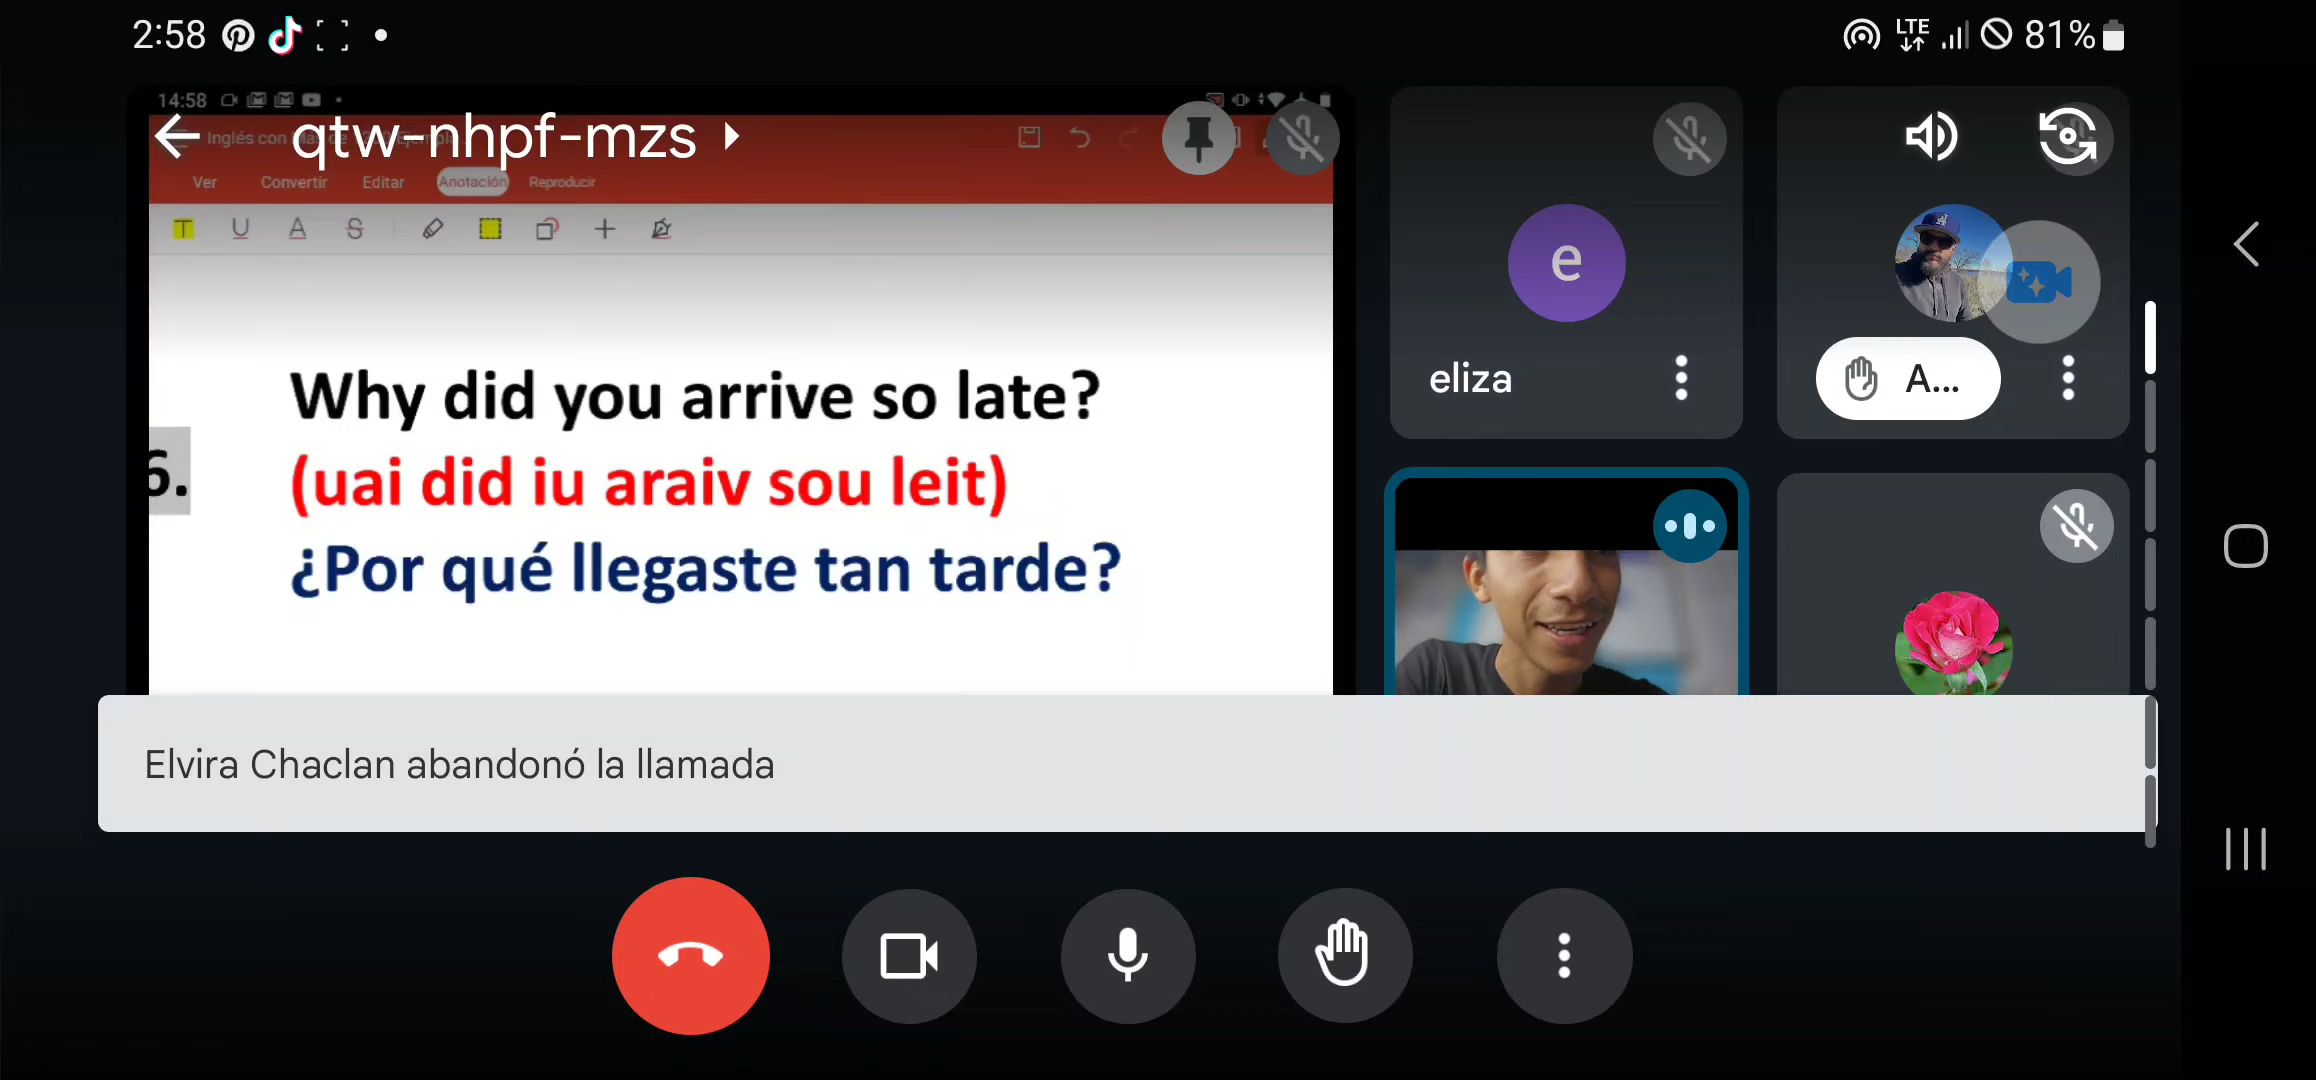 2:58
LTE
81%
14:58
qtw-nhpf-mzs
Inglés con
Ver Convertir Editar Anotación Reproducir
T U A S
Why did you arrive so late?
6.
(uai did iu araiv sou leit)
¿Por qué llegaste tan tarde?
e
eliza
A...
Elvira Chaclan abandonó la llamada